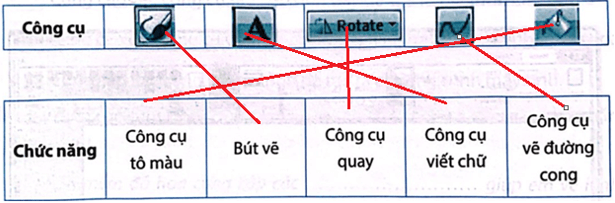 Công cụ
A
Rotate
Chức năng
Công cụ
tô màu
Bút vẽ
Công cụ
quay
Công cụ
viết chữ
Công cụ
vẽ đường
cong